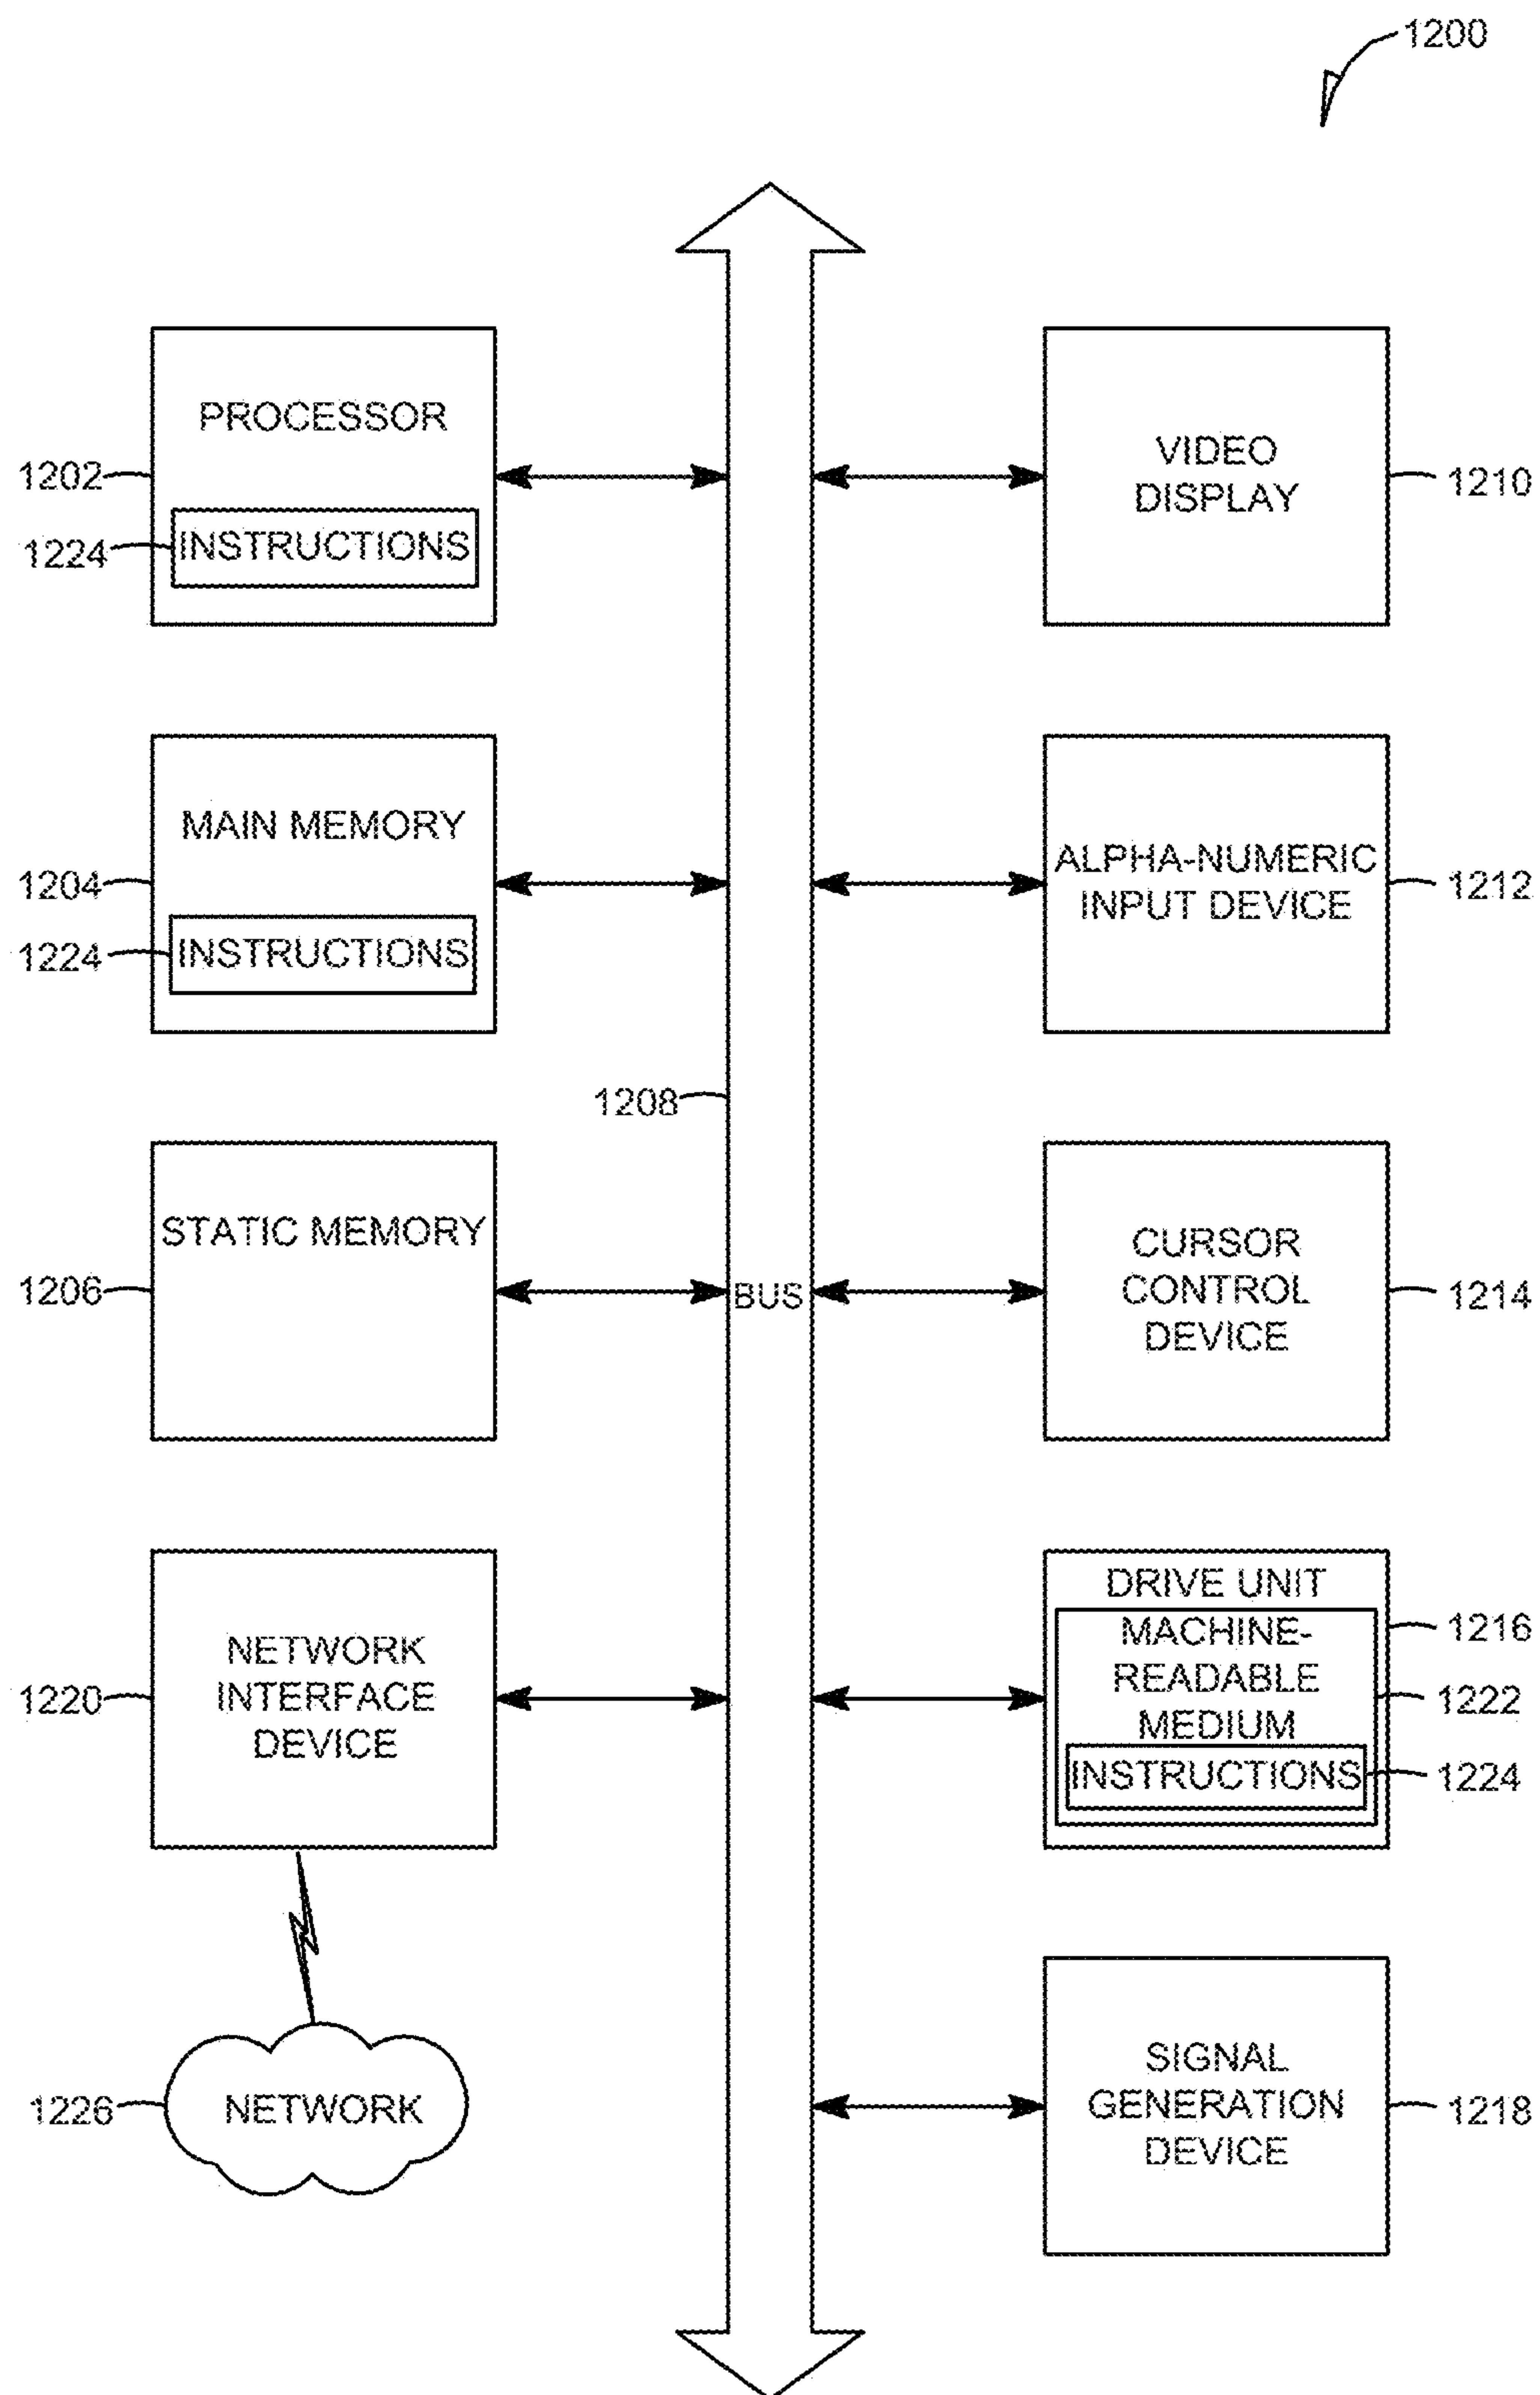 1200
PROCESSOR
1202
1224
INSTRUCTIONS
VIDEO
DISPLAY
1210
MAIN MEMORY
1204
1224
INSTRUCTIONS
ALPHA-NUMERIC
INPUT DEVICE
1212
1208
STATIC MEMORY
1206
BUS
CURSOR
CONTROL
DEVICE
1214
NETWORK
INTERFACE
DEVICE
1220
DRIVE UNIT
1216
MACHINE-
READABLE
MEDIUM
1222
INSTRUCTIONS
1224
NETWORK
1226
SIGNAL
GENERATION
DEVICE
1218